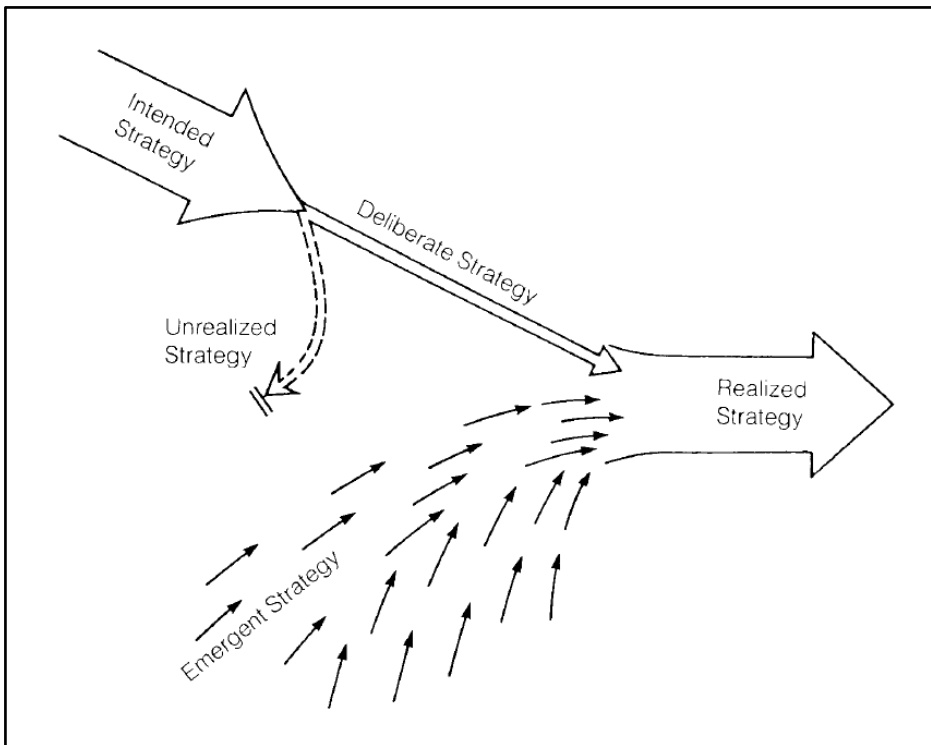 Intended
Strategy
Deliberate Strategy
Unrealized
Strategy
Realized
Strategy
Emergent Strategy